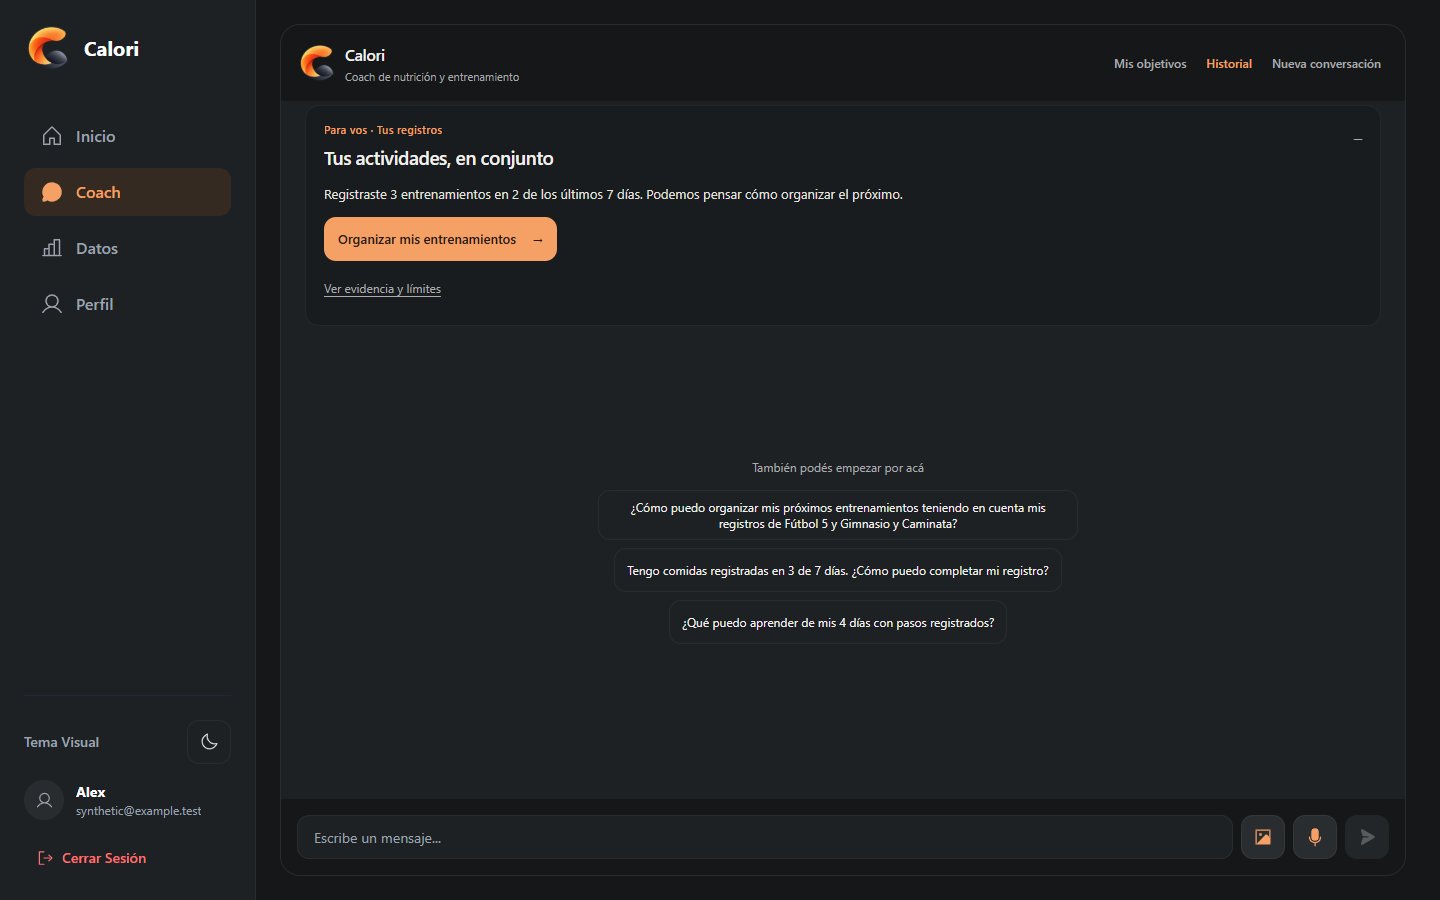 Calori
Inicio
Coach
Datos
Perfil
Tema Visual
Alex
synthetic@example.test
Cerrar Sesión
Calori
Coach de nutrición y entrenamiento
Mis objetivos
Historial
Nueva conversación
Para vos · Tus registros
Tus actividades, en conjunto
Registraste 3 entrenamientos en 2 de los últimos 7 días. Podemos pensar cómo organizar el próximo.
Organizar mis entrenamientos →
Ver evidencia y límites
También podés empezar por acá
¿Cómo puedo organizar mis próximos entrenamientos teniendo en cuenta mis
registros de Fútbol 5 y Gimnasio y Caminata?
Tengo comidas registradas en 3 de 7 días. ¿Cómo puedo completar mi registro?
¿Qué puedo aprender de mis 4 días con pasos registrados?
Escribe un mensaje...